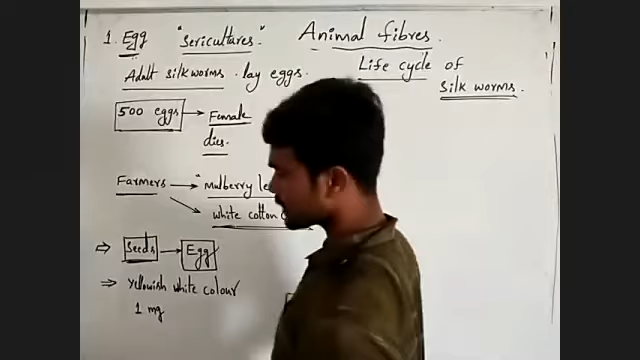 Animal fibres.
Life cycle of
silk worms.
1. Egg "Sericultures."
Adult silkworms lay eggs.
500 eggs → Female
dies.
Farmers → "Mulberry
→ white cotton
⇒ Seeds → Egg
⇒ Yellowish white colour
1 mg